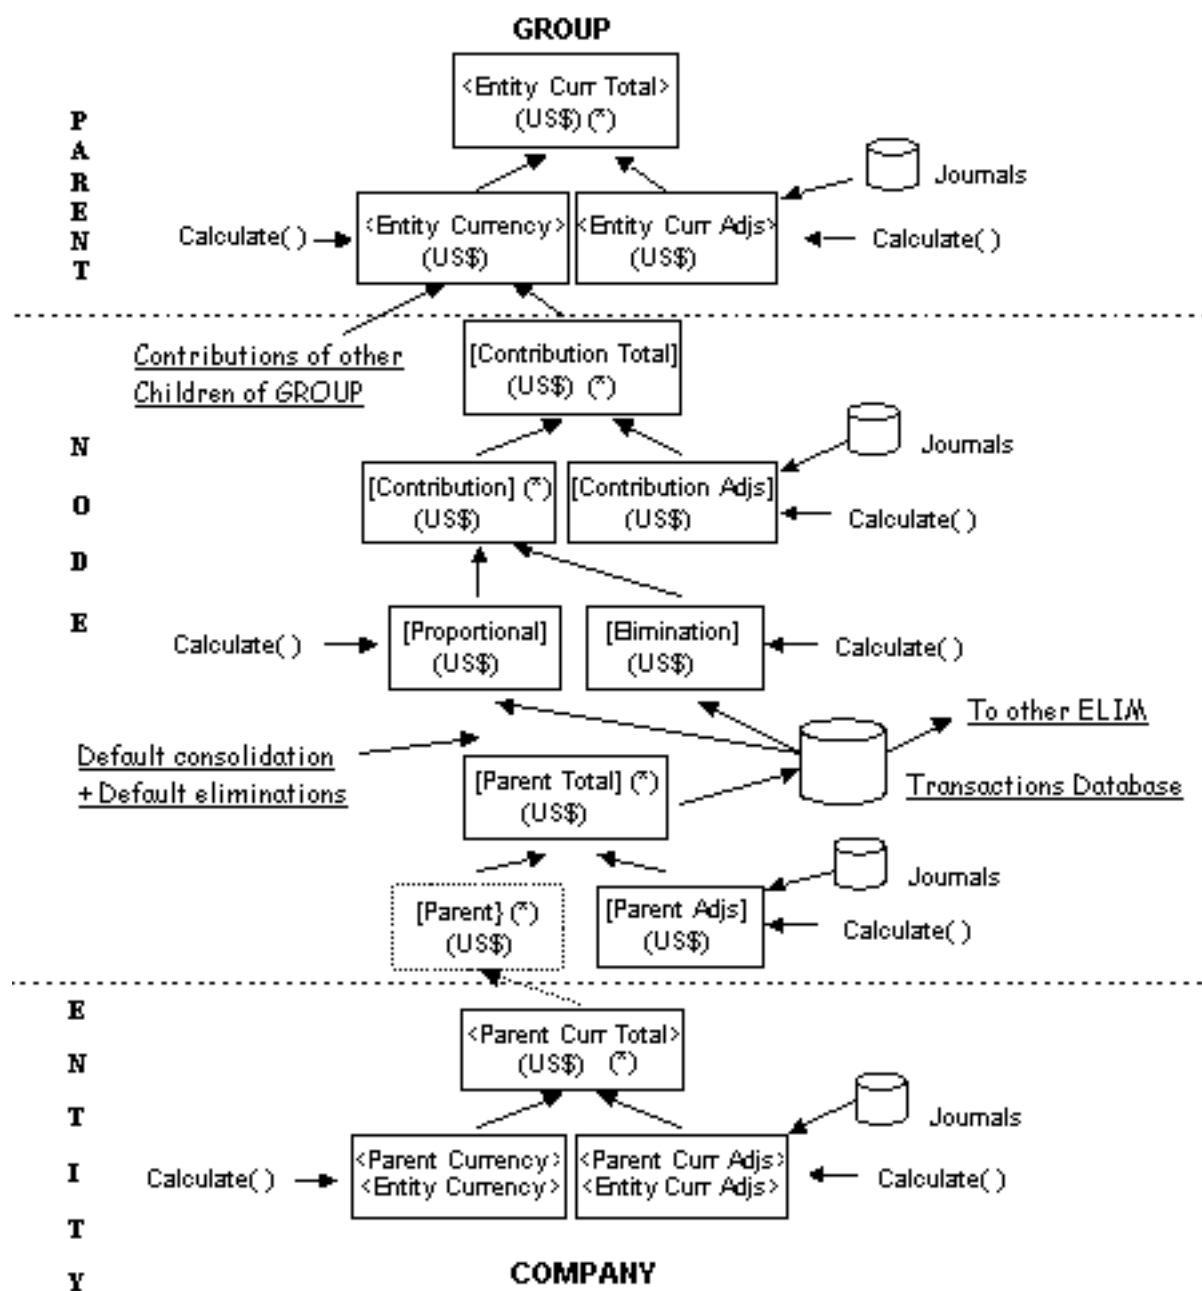 GROUP
<Entity Curr Total>
(US$) (*)
PARENT
Journals
Calculate( )
<Entity Currency>
(US$)
<Entity Curr Adjs>
(US$)
Calculate( )
Contributions of other
Children of GROUP
[Contribution Total]
(US$) (*)
NODE
Journals
[Contribution] (*)
(US$)
[Contribution Adjs]
(US$)
Calculate( )
Calculate( )
[Proportional]
(US$)
[Elimination]
(US$)
Calculate( )
To other ELIM
Default consolidation
+ Default eliminations
[Parent Total] (*)
(US$)
Transactions Database
Journals
[Parent} (*)
(US$)
[Parent Adjs]
(US$)
Calculate( )
ENTITY
<Parent Curr Total>
(US$) (*)
Journals
Calculate( )
<Parent Currency>
<Entity Currency>
<Parent Curr Adjs>
<Entity Curr Adjs>
Calculate( )
COMPANY